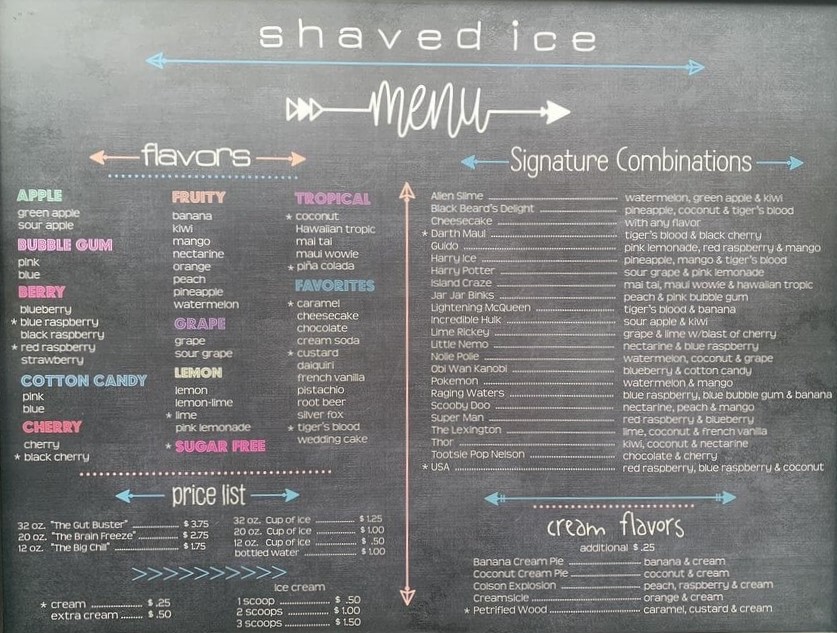 shaved ice
menu
flavors
APPLE
green apple
sour apple
BUBBLE GUM
pink
blue
BERRY
blueberry
* blue raspberry
black raspberry
* red raspberry
strawberry
COTTON CANDY
pink
blue
CHERRY
cherry
* black cherry
FRUITY
banana
kiwi
mango
nectarine
orange
peach
pineapple
watermelon
GRAPE
grape
sour grape
LEMON
lemon
lemon-lime
* lime
pink lemonade
* SUGAR FREE
TROPICAL
* coconut
Hawaiian tropic
mai tai
maui wowie
* piña colada
FAVORITES
* caramel
cheesecake
chocolate
cream soda
* custard
daiquiri
french vanilla
pistachio
root beer
silver fox
* tiger's blood
wedding cake
price list
32 oz. "The Gut Buster" .......... $ 3.75
20 oz. "The Brain Freeze" .......... $ 2.75
12 oz. "The Big Chill" .......... $ 1.75
32 oz. Cup of ice .......... $ 1.25
20 oz. Cup of ice .......... $ 1.00
12 oz. Cup of ice .......... $ .50
bottled water .......... $ 1.00
* cream .......... $ .25
extra cream .......... $ .50
ice cream
1 scoop .......... $ .50
2 scoops .......... $ 1.00
3 scoops .......... $ 1.50
Signature Combinations
Alien Slime .......... watermelon, green apple & kiwi
Black Beard's Delight .......... pineapple, coconut & tiger's blood
Cheesecake .......... with any flavor
* Darth Maul .......... tiger's blood & black cherry
Guido .......... pink lemonade, red raspberry & mango
Harry Ice .......... pineapple, mango & tiger's blood
Harry Potter .......... sour grape & pink lemonade
Island Craze .......... mai tai, maui wowie & hawaiian tropic
Jar Jar Binks .......... peach & pink bubble gum
Lightening McQueen .......... tiger's blood & banana
Incredible Hulk .......... sour apple & kiwi
Lime Rickey .......... grape & lime w/blast of cherry
Little Nemo .......... nectarine & blue raspberry
Nolie Polie .......... watermelon, coconut & grape
Obi Wan Kanobi .......... blueberry & cotton candy
Pokemon .......... watermelon & mango
Raging Waters .......... blue raspberry, blue bubble gum & banana
Scooby Doo .......... nectarine, peach & mango
Super Man .......... red raspberry & blueberry
The Lexington .......... lime, coconut & french vanilla
Thor .......... kiwi, coconut & nectarine
Tootsie Pop Nelson .......... chocolate & cherry
* USA .......... red raspberry, blue raspberry & coconut
cream flavors
additional $ .25
Banana Cream Pie .......... banana & cream
Coconut Cream Pie .......... coconut & cream
Colson Explosion .......... peach, raspberry & cream
Creamsicle .......... orange & cream
* Petrified Wood .......... caramel, custard & cream